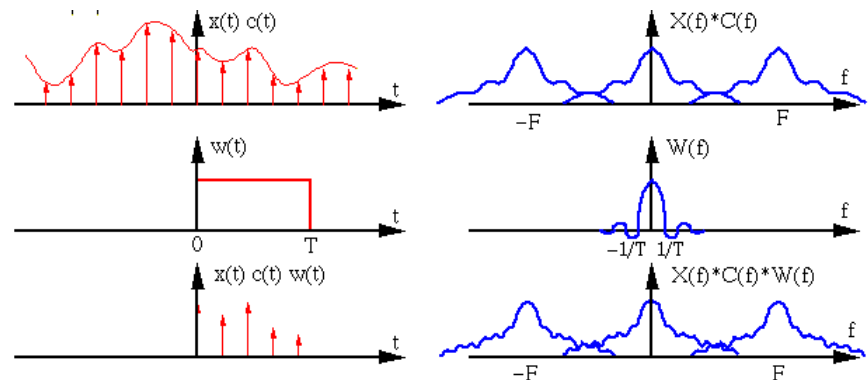 x(t) c(t)
t
X(f)*C(f)
f
−F
F
w(t)
t
0
T
W(f)
f
−1/T
1/T
x(t) c(t) w(t)
t
X(f)*C(f)*W(f)
f
−F
F